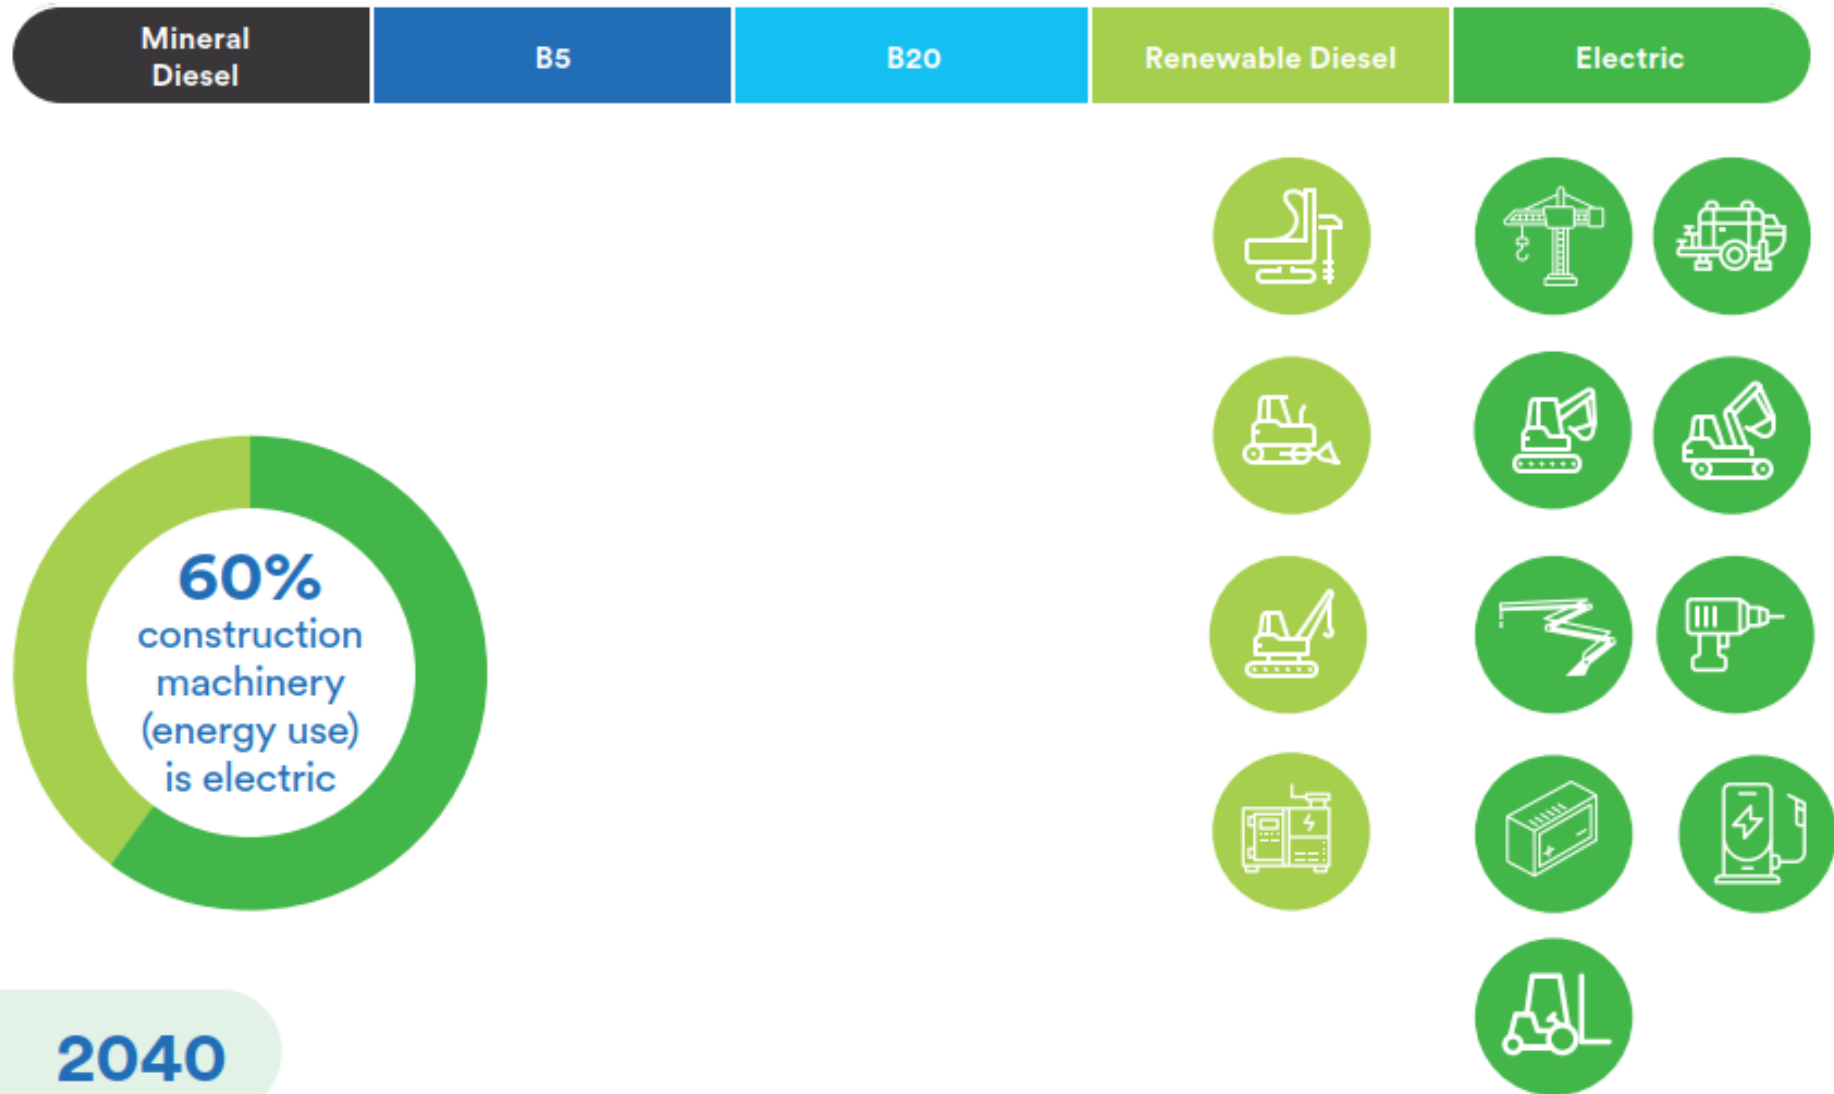 Mineral
Diesel
B5
B20
Renewable Diesel
Electric
60%
construction
machinery
(energy use)
is electric
2040